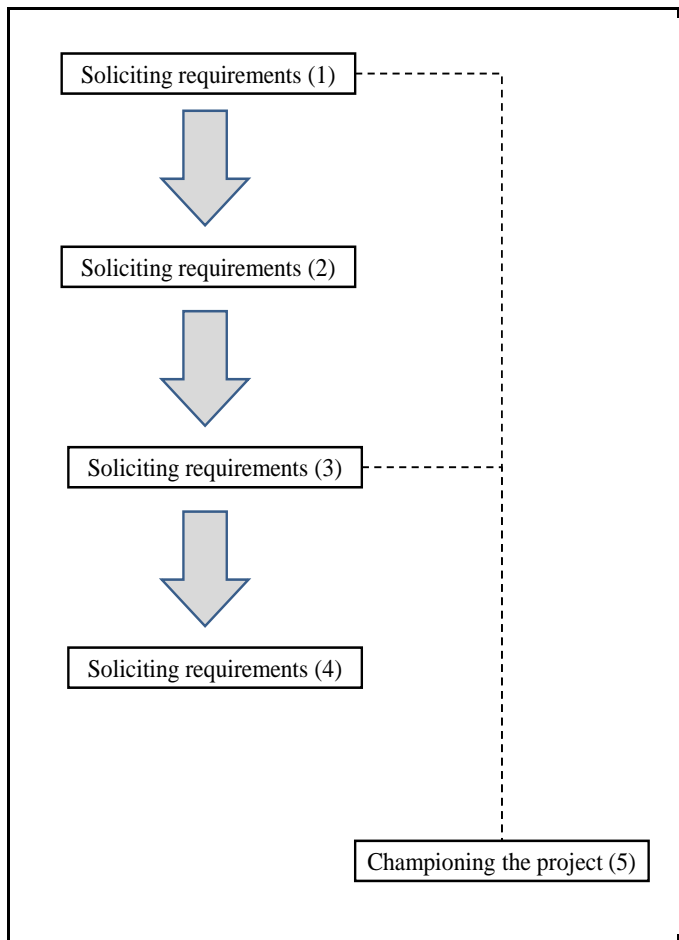 Soliciting requirements (1)
Soliciting requirements (2)
Soliciting requirements (3)
Soliciting requirements (4)
Championing the project (5)